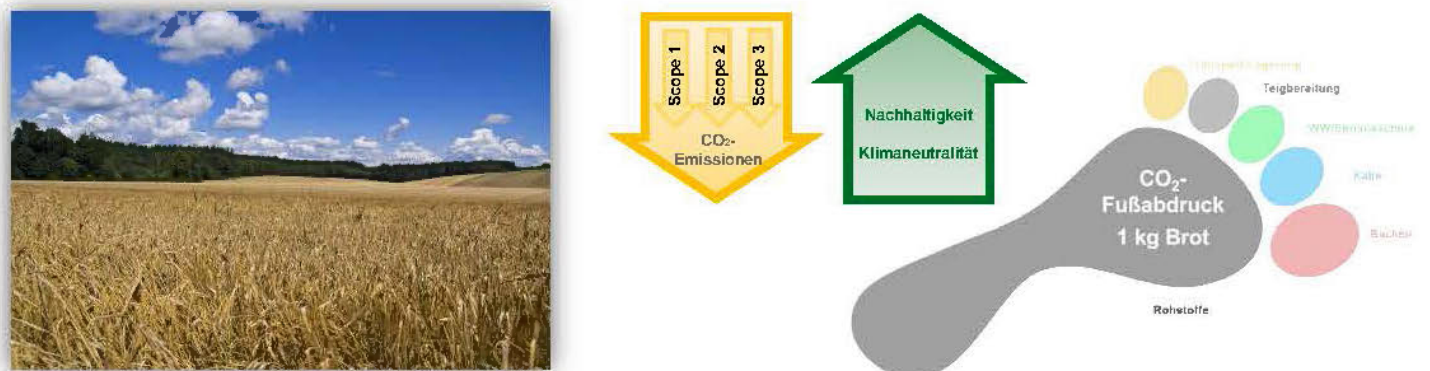 Scope 1
Scope 2
Scope 3
CO₂-
Emissionen
Nachhaltigkeit
Klimaneutralität
Teigbereitung
Kälte
Backen
CO₂-
Fußabdruck
1 kg Brot
Rohstoffe